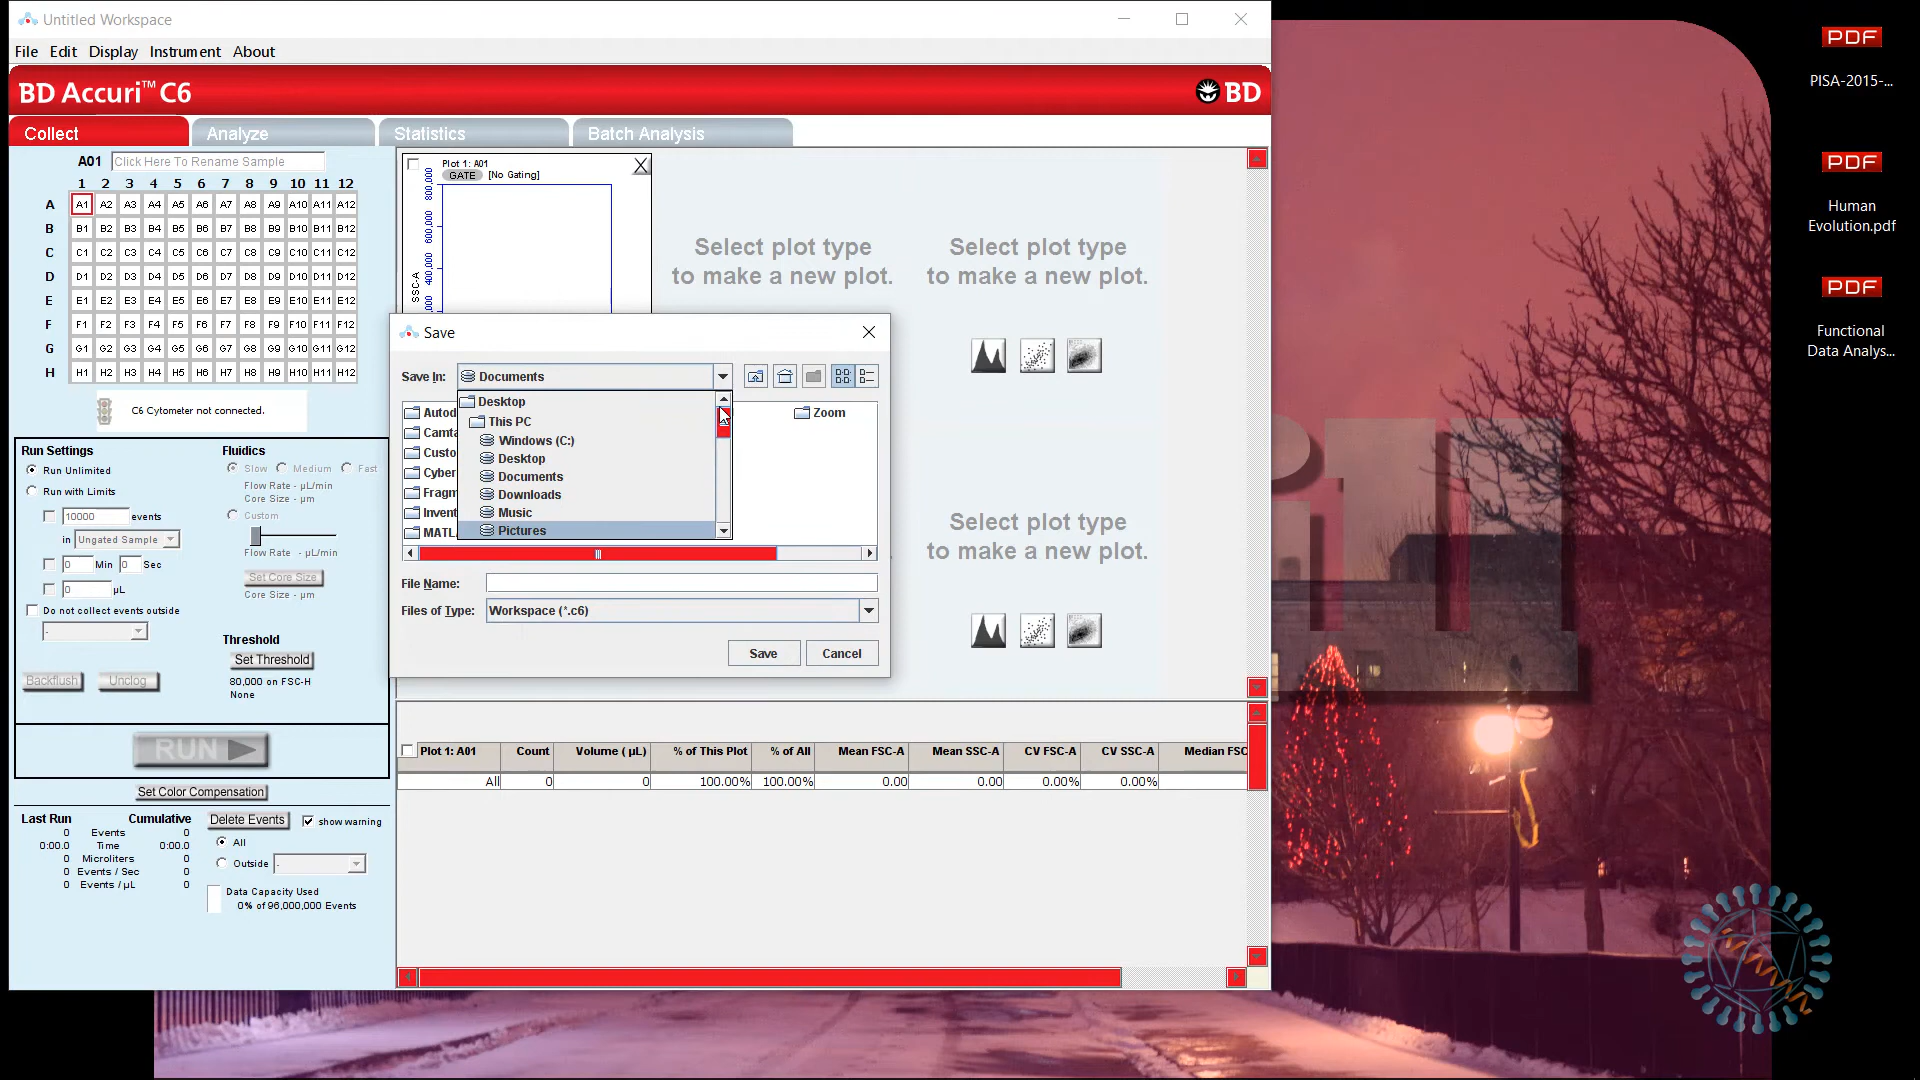 Untitled Workspace
File Edit Display Instrument About
BD Accuri™ C6
BD
Collect Analyze Statistics Batch Analysis
A01 Click Here To Rename Sample
1 2 3 4 5 6 7 8 9 10 11 12
A A1 A2 A3 A4 A5 A6 A7 A8 A9 A10 A11 A12
B B1 B2 B3 B4 B5 B6 B7 B8 B9 B10 B11 B12
C C1 C2 C3 C4 C5 C6 C7 C8 C9 C10 C11 C12
D D1 D2 D3 D4 D5 D6 D7 D8 D9 D10 D11 D12
E E1 E2 E3 E4 E5 E6 E7 E8 E9 E10 E11 E12
F F1 F2 F3 F4 F5 F6 F7 F8 F9 F10 F11 F12
G G1 G2 G3 G4 G5 G6 G7 G8 G9 G10 G11 G12
H H1 H2 H3 H4 H5 H6 H7 H8 H9 H10 H11 H12
C6 Cytometer not connected.
Run Settings
Run Unlimited
Run with Limits
10000 events
in Ungated Sample
0 Min 0 Sec
0 µL
Do not collect events outside
-
Backflush Unclog
Fluidics
Slow Medium Fast
Flow Rate - µL/min
Core Size - µm
Custom
Flow Rate - µL/min
Set Core Size
Core Size - µm
Threshold
Set Threshold
80,000 on FSC-H
None
RUN
Set Color Compensation
Last Run Cumulative
0 Events 0
0:00.0 Time 0:00.0
0 Microliters 0
0 Events / Sec 0
0 Events / µL 0
Delete Events show warning
All
Outside -
Data Capacity Used
0% of 96,000,000 Events
Plot 1: A01
GATE [No Gating]
X
800,000
600,000
400,000
SSC-A
Select plot type
to make a new plot.
Select plot type
to make a new plot.
Select plot type
to make a new plot.
Save
Save In: Documents
Desktop
This PC
Windows (C:)
Desktop
Documents
Downloads
Music
Pictures
Autod
Camta
Custo
Cyber
Fragm
Invent
MATL
Zoom
File Name:
Files of Type: Workspace (*.c6)
Save Cancel
Plot 1: A01 Count Volume ( µL) % of This Plot % of All Mean FSC-A Mean SSC-A CV FSC-A CV SSC-A Median FSC
All 0 0 100.00% 100.00% 0.00 0.00 0.00% 0.00%
PDF
PISA-2015-...
PDF
Human
Evolution.pdf
PDF
Functional
Data Analys...